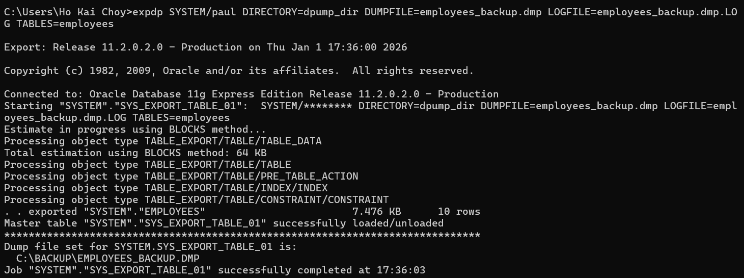 C:\Users\Ho Kai Choy>expdp SYSTEM/paul DIRECTORY=dpump_dir DUMPFILE=employees_backup.dmp LOGFILE=employees_backup.dmp.LO
G TABLES=employees
Export: Release 11.2.0.2.0 - Production on Thu Jan 1 17:36:00 2026
Copyright (c) 1982, 2009, Oracle and/or its affiliates.  All rights reserved.
Connected to: Oracle Database 11g Express Edition Release 11.2.0.2.0 - Production
Starting "SYSTEM"."SYS_EXPORT_TABLE_01":  SYSTEM/******** DIRECTORY=dpump_dir DUMPFILE=employees_backup.dmp LOGFILE=empl
oyees_backup.dmp.LOG TABLES=employees
Estimate in progress using BLOCKS method...
Processing object type TABLE_EXPORT/TABLE/TABLE_DATA
Total estimation using BLOCKS method: 64 KB
Processing object type TABLE_EXPORT/TABLE/TABLE
Processing object type TABLE_EXPORT/TABLE/PRE_TABLE_ACTION
Processing object type TABLE_EXPORT/TABLE/INDEX/INDEX
Processing object type TABLE_EXPORT/TABLE/CONSTRAINT/CONSTRAINT
. . exported "SYSTEM"."EMPLOYEES"                        7.476 KB      10 rows
Master table "SYSTEM"."SYS_EXPORT_TABLE_01" successfully loaded/unloaded
******************************************************************************
Dump file set for SYSTEM.SYS_EXPORT_TABLE_01 is:
  C:\BACKUP\EMPLOYEES_BACKUP.DMP
Job "SYSTEM"."SYS_EXPORT_TABLE_01" successfully completed at 17:36:03